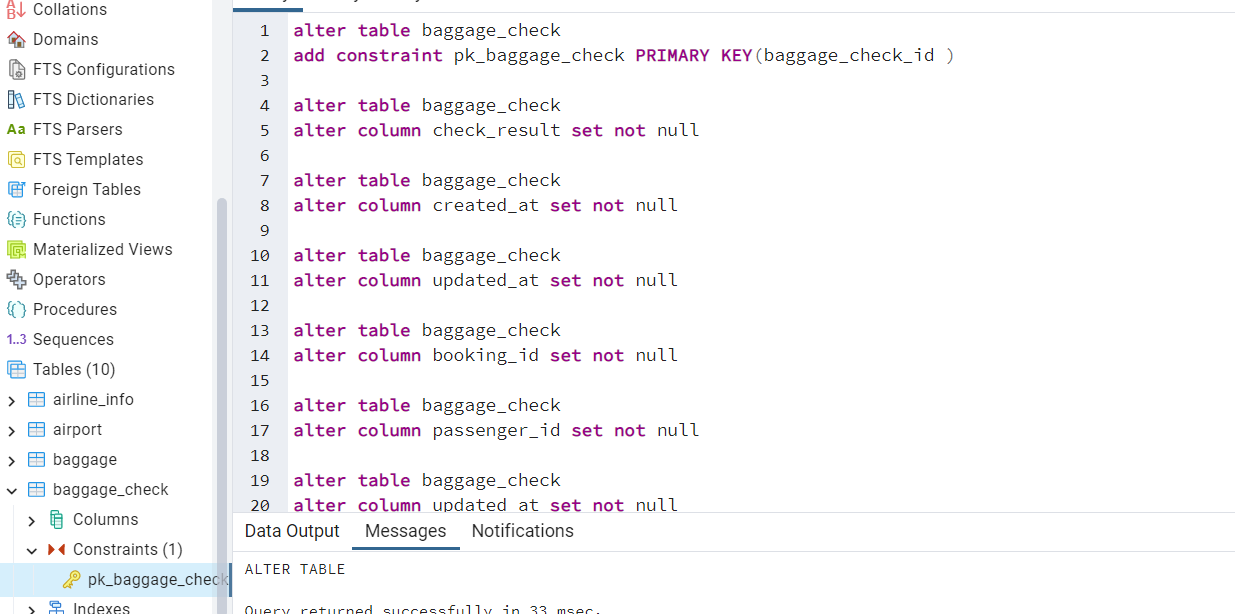 Collations
Domains
FTS Configurations
FTS Dictionaries
Aa FTS Parsers
FTS Templates
Foreign Tables
Functions
Materialized Views
Operators
Procedures
1..3 Sequences
Tables (10)
airline_info
airport
baggage
baggage_check
Columns
Constraints (1)
pk_baggage_check
Indexes
1 alter table baggage_check
2 add constraint pk_baggage_check PRIMARY KEY(baggage_check_id )
3
4 alter table baggage_check
5 alter column check_result set not null
6
7 alter table baggage_check
8 alter column created_at set not null
9
10 alter table baggage_check
11 alter column updated_at set not null
12
13 alter table baggage_check
14 alter column booking_id set not null
15
16 alter table baggage_check
17 alter column passenger_id set not null
18
19 alter table baggage_check
20 alter column updated_at set not null
Data Output Messages Notifications
ALTER TABLE
Query returned successfully in 33 msec.